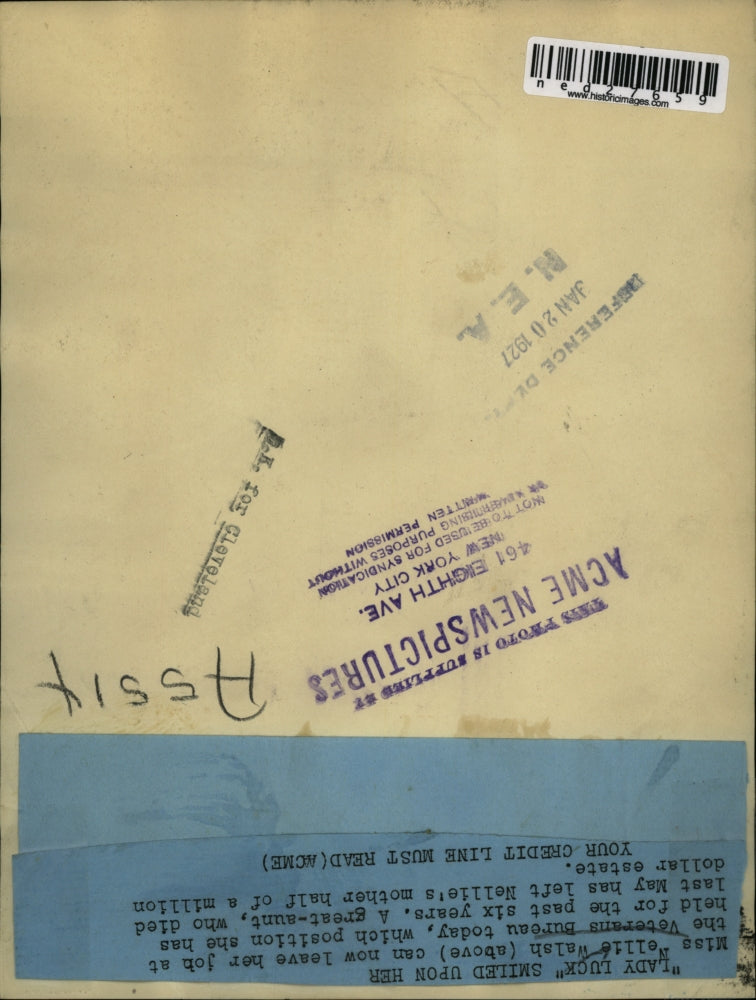 ned27659
www.historicimages.com
REFERENCE DEPT.
JAN 20 1927
N. E. A.
O.K. for Cleveland
THIS PHOTO IS SUPPLIED BY
ACME NEWSPICTURES
461 EIGHTH AVE.
NEW YORK CITY
NOT TO BE USED FOR SYNDICATION
OR ADVERTISING PURPOSES WITHOUT
WRITTEN PERMISSION
"LADY LUCK" SMILED UPON HER
Miss Nellie Walsh (above) can now leave her job at
the Veterans Bureau today, which position she has
held for the past six years. A great-aunt, who died
last May has left Nellie's mother half of a million
dollar estate.
YOUR CREDIT LINE MUST READ(ACME)